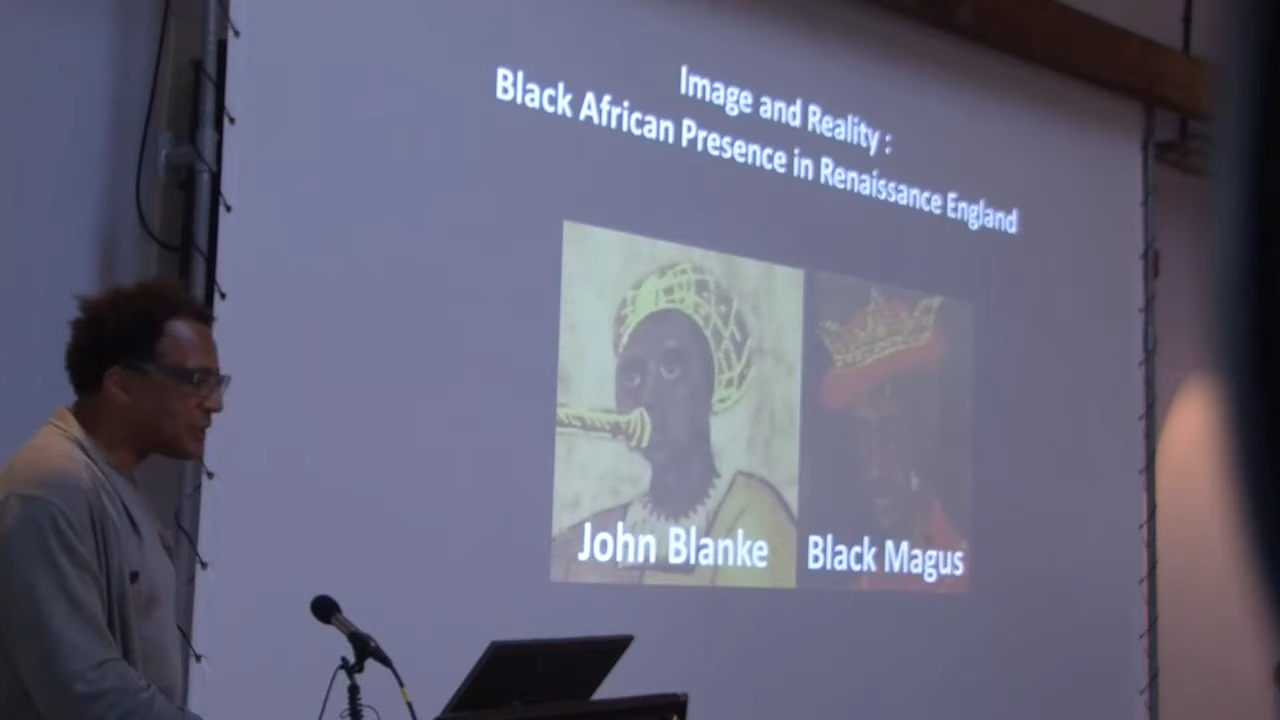 Image and Reality :
Black African Presence in Renaissance England
John Blanke
Black Magus